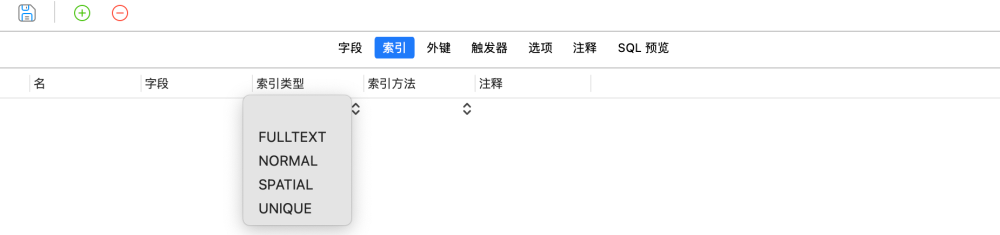 字段 索引 外键 触发器 选项 注释 SQL 预览
名 字段 索引类型 索引方法 注释
FULLTEXT
NORMAL
SPATIAL
UNIQUE